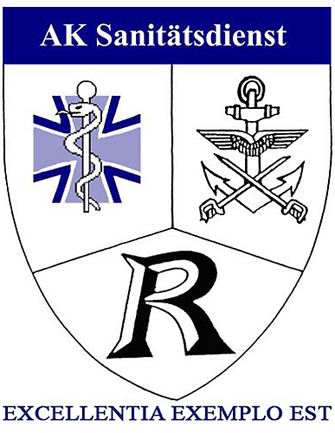 AK Sanitätsdienst
R
EXCELLENTIA EXEMPLO EST